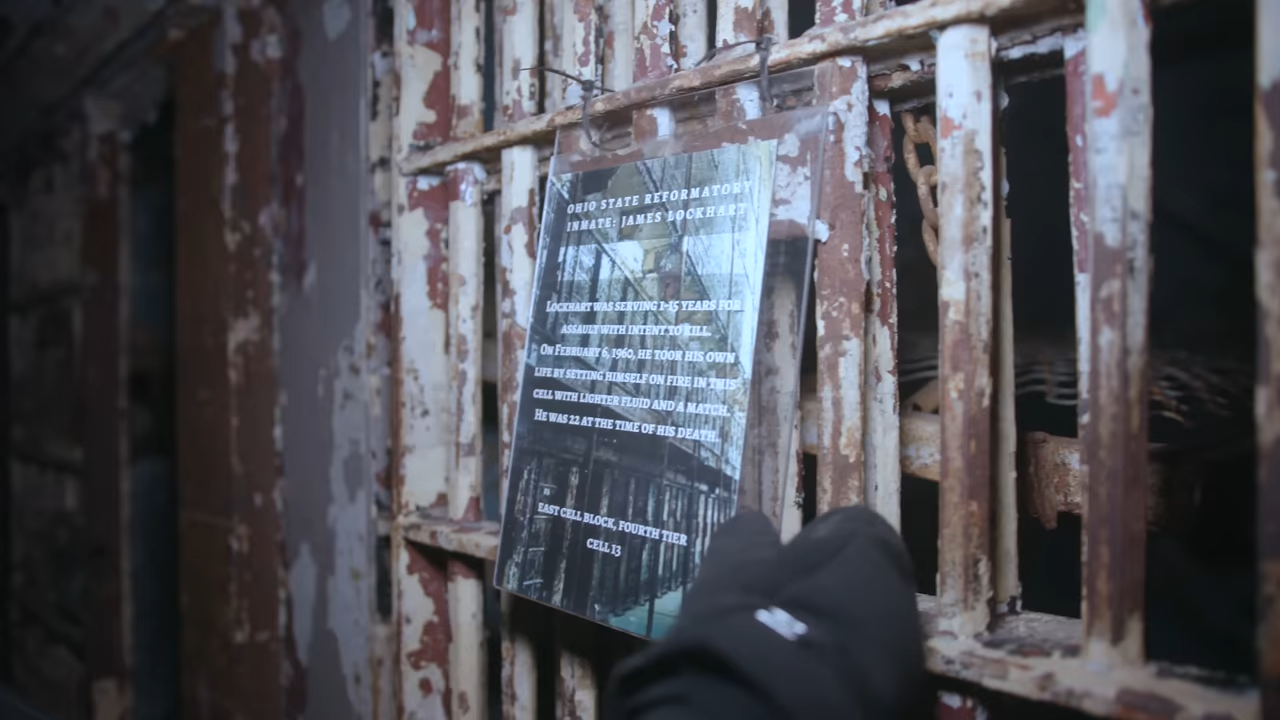 OHIO STATE REFORMATORY
INMATE: JAMES LOCKHART
LOCKHART WAS SERVING 1-15 YEARS FOR
ASSAULT WITH INTENT TO KILL.
ON FEBRUARY 6, 1960, HE TOOK HIS OWN
LIFE BY SETTING HIMSELF ON FIRE IN THIS
CELL WITH LIGHTER FLUID AND A MATCH.
HE WAS 22 AT THE TIME OF HIS DEATH.
EAST CELL BLOCK, FOURTH TIER
CELL 13